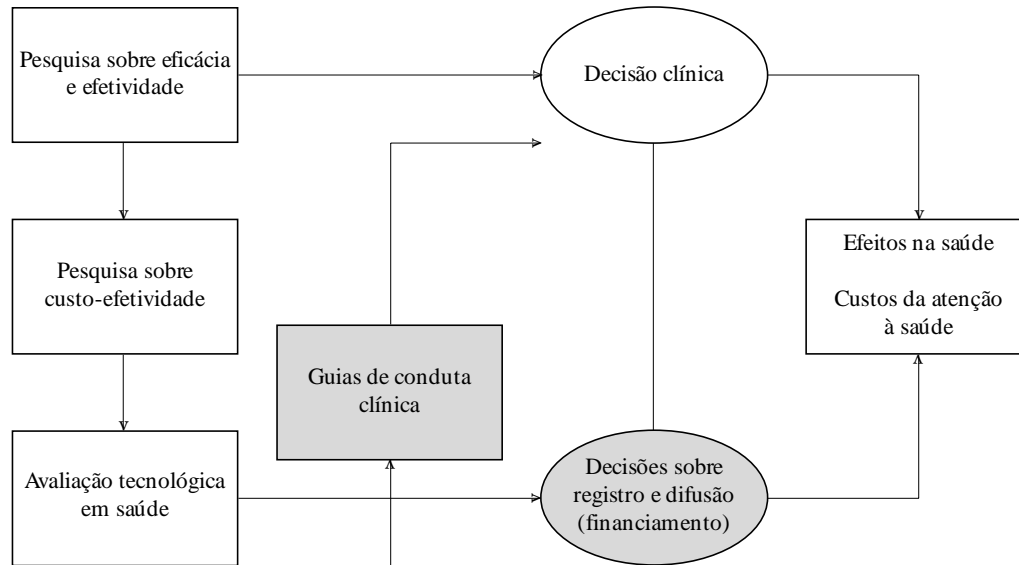 Pesquisa sobre eficácia
e efetividade
Decisão clínica
Pesquisa sobre
custo-efetividade
Efeitos na saúde
Custos da atenção
à saúde
Guias de conduta
clínica
Avaliação tecnológica
em saúde
Decisões sobre
registro e difusão
(financiamento)